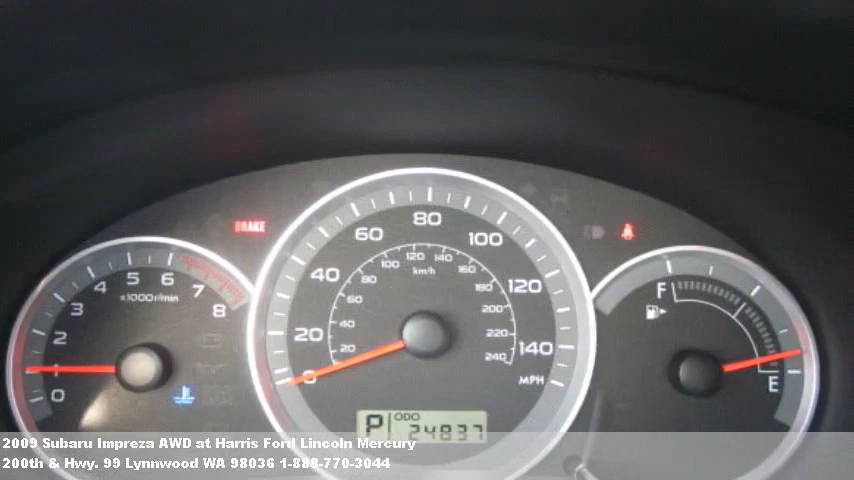 BRAKE
80
60
100
40
120
20
140
0
MPH
100 120 140
80
160
km/h
60
180
40
200
20
220
240
5
4
6
3
7
2
8
1
0
x1000r/min
F
E
P ODO
24837
2009 Subaru Impreza AWD at Harris Ford Lincoln Mercury
200th & Hwy. 99 Lynnwood WA 98036 1-888-770-3044